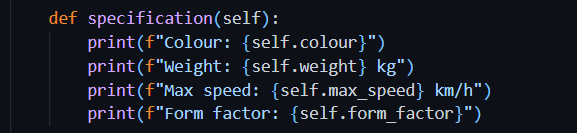 def specification(self):
    print(f"Colour: {self.colour}")
    print(f"Weight: {self.weight} kg")
    print(f"Max speed: {self.max_speed} km/h")
    print(f"Form factor: {self.form_factor}")